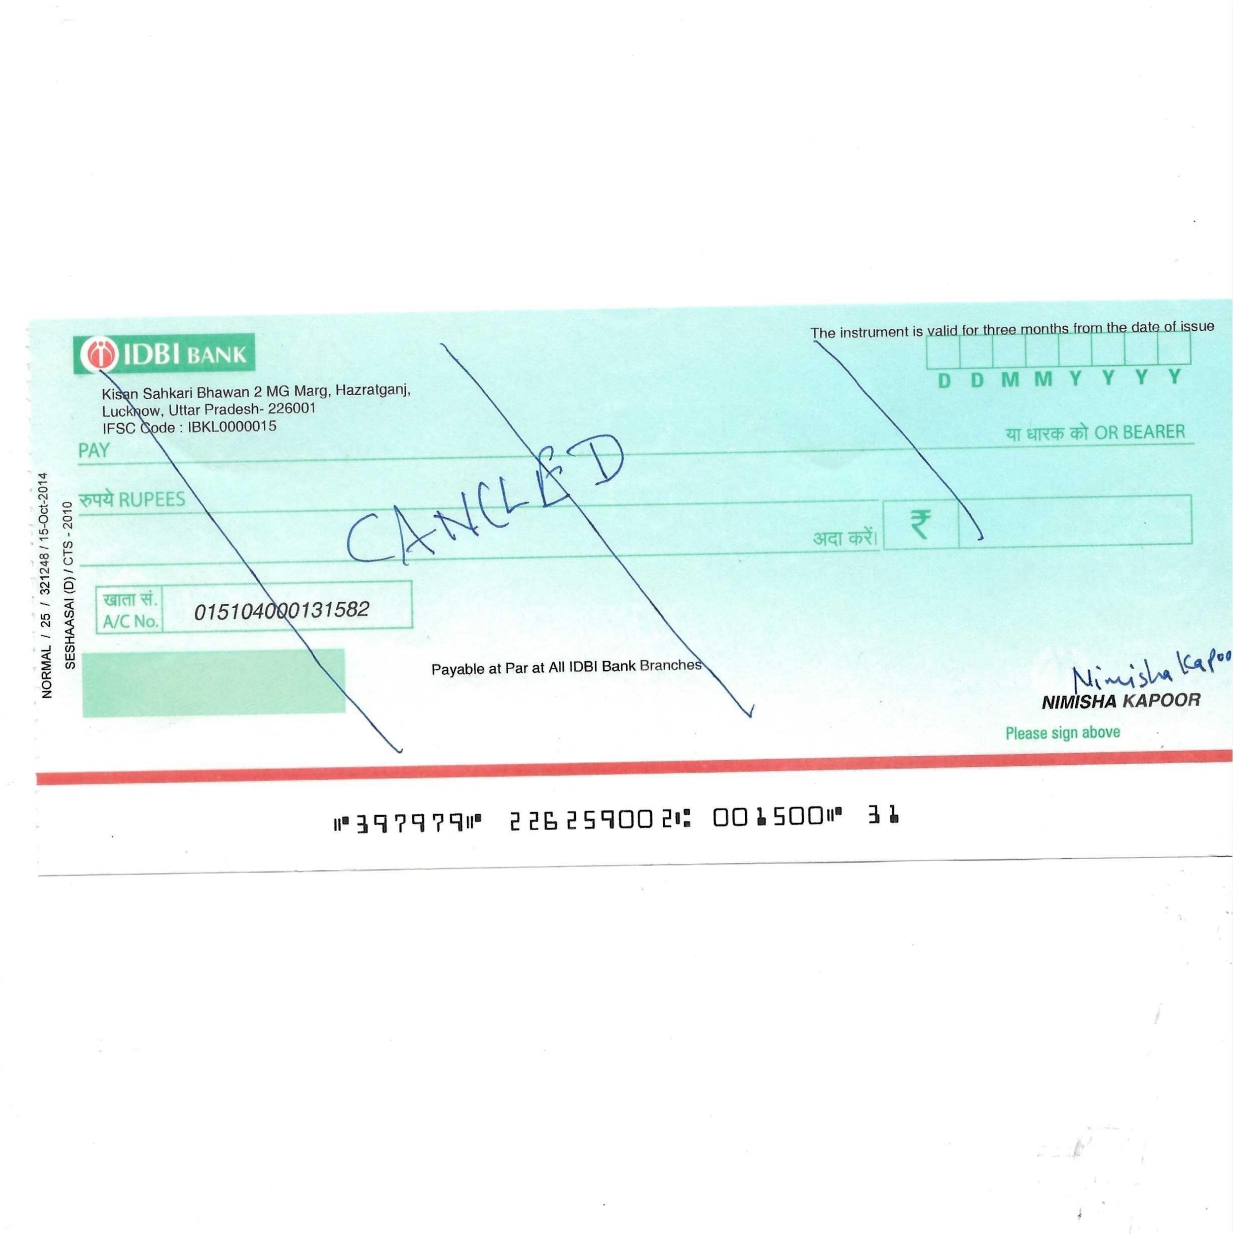 IDBI BANK
The instrument is valid for three months from the date of issue
D D M M Y Y Y Y
Kisan Sahkari Bhawan 2 MG Marg, Hazratganj,
Lucknow, Uttar Pradesh- 226001
IFSC Code : IBKL0000015
PAY
या धारक को OR BEARER
रुपये RUPEES
CANCLED
अदा करें।
₹
खाता सं.
A/C No.
015104000131582
Payable at Par at All IDBI Bank Branches
Nimisha Kapoo
NIMISHA KAPOOR
Please sign above
NORMAL / 25 / 321248 / 15-Oct-2014
SESHAASAI (D) / CTS - 2010
⑈397979⑈ 226259002⑆ 001500⑈ 31